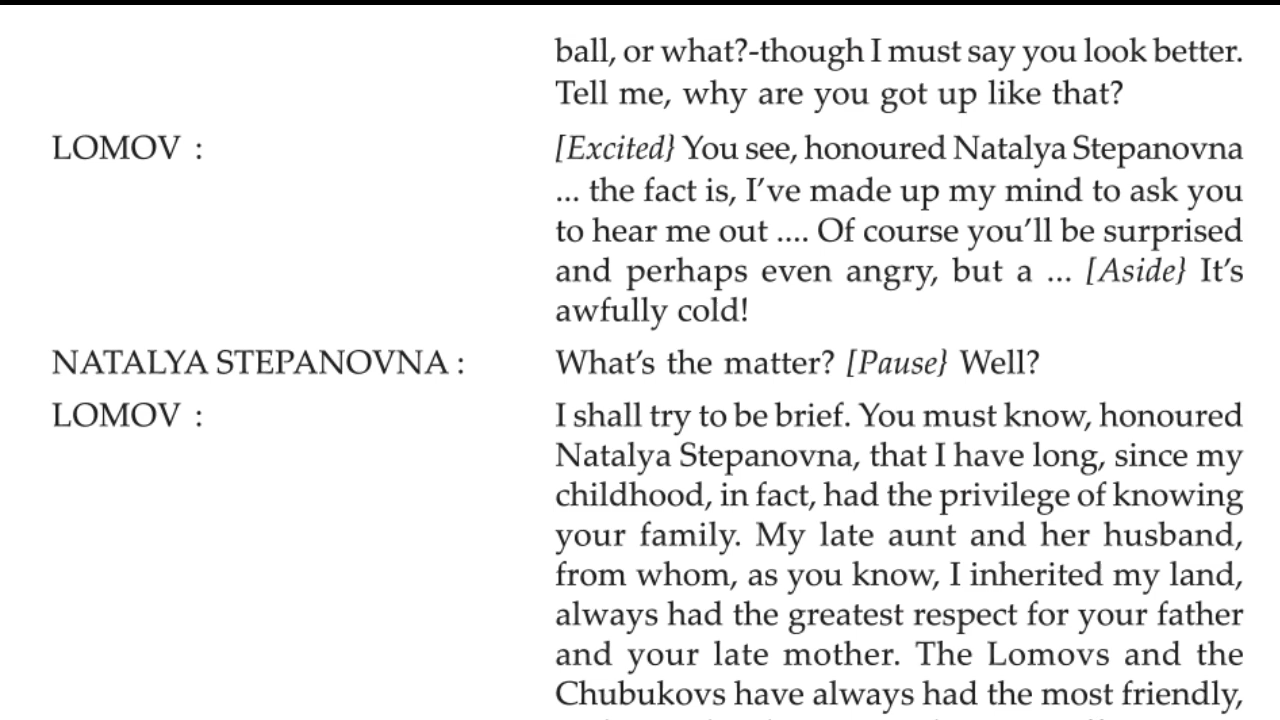 ball, or what?-though I must say you look better.
Tell me, why are you got up like that?
LOMOV : [Excited} You see, honoured Natalya Stepanovna
... the fact is, I've made up my mind to ask you
to hear me out .... Of course you'll be surprised
and perhaps even angry, but a ... [Aside} It's
awfully cold!
NATALYA STEPANOVNA : What's the matter? [Pause} Well?
LOMOV : I shall try to be brief. You must know, honoured
Natalya Stepanovna, that I have long, since my
childhood, in fact, had the privilege of knowing
your family. My late aunt and her husband,
from whom, as you know, I inherited my land,
always had the greatest respect for your father
and your late mother. The Lomovs and the
Chubukovs have always had the most friendly,